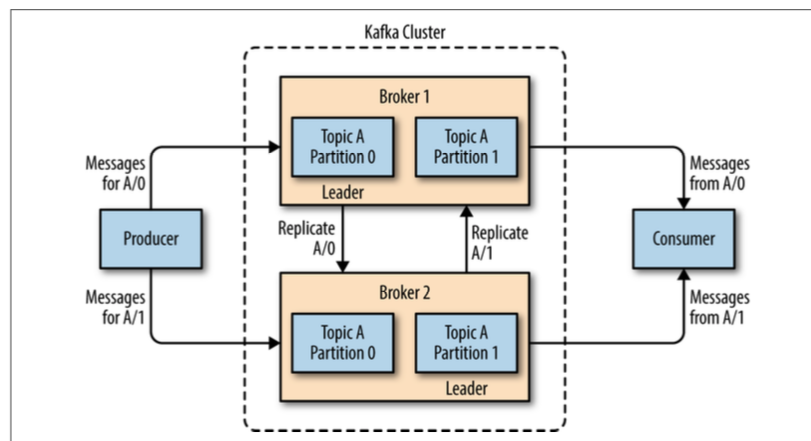 Kafka Cluster
Broker 1
Topic A
Partition 0
Topic A
Partition 1
Leader
Messages
for A/0
Messages
from A/0
Producer
Replicate
A/0
Replicate
A/1
Consumer
Messages
for A/1
Messages
from A/1
Broker 2
Topic A
Partition 0
Topic A
Partition 1
Leader